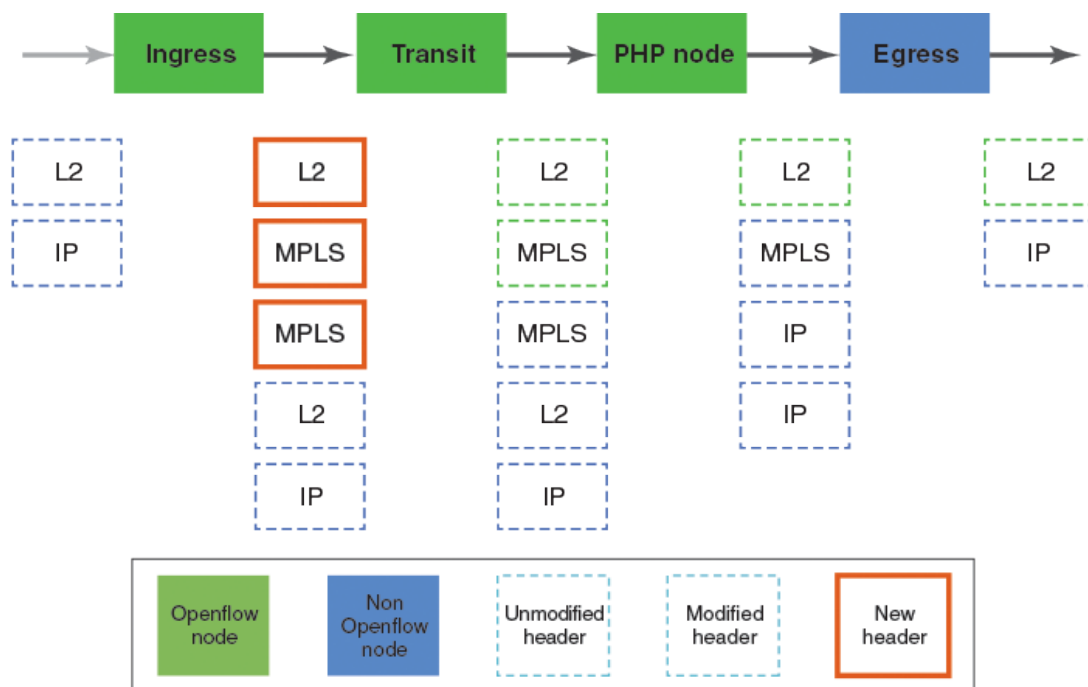 Ingress
Transit
PHP node
Egress
L2
L2
L2
L2
L2
IP
MPLS
MPLS
MPLS
IP
MPLS
MPLS
IP
L2
L2
IP
IP
IP
Openflow
node
Non
Openflow
node
Unmodified
header
Modified
header
New
header